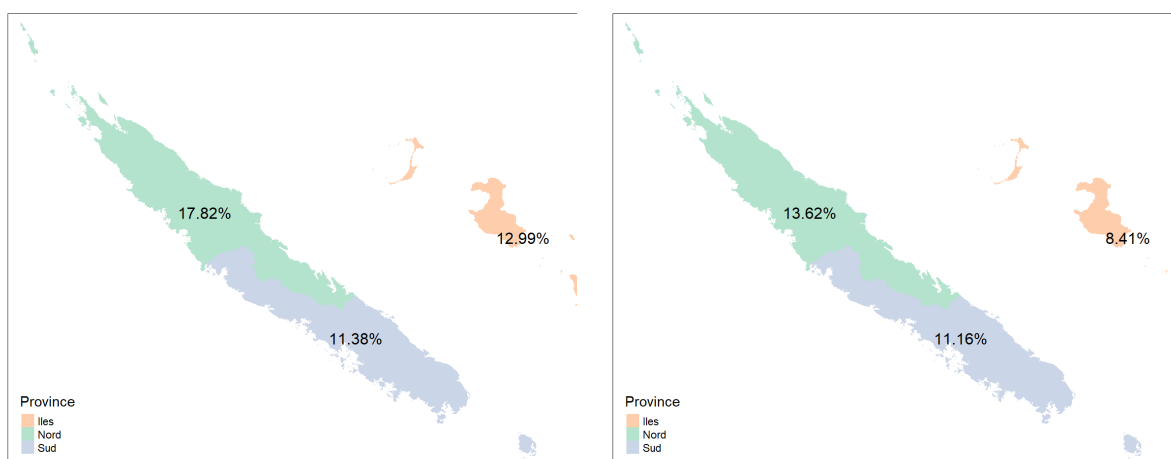 17.82%
12.99%
11.38%
Province
Iles
Nord
Sud
13.62%
8.41%
11.16%
Province
Iles
Nord
Sud